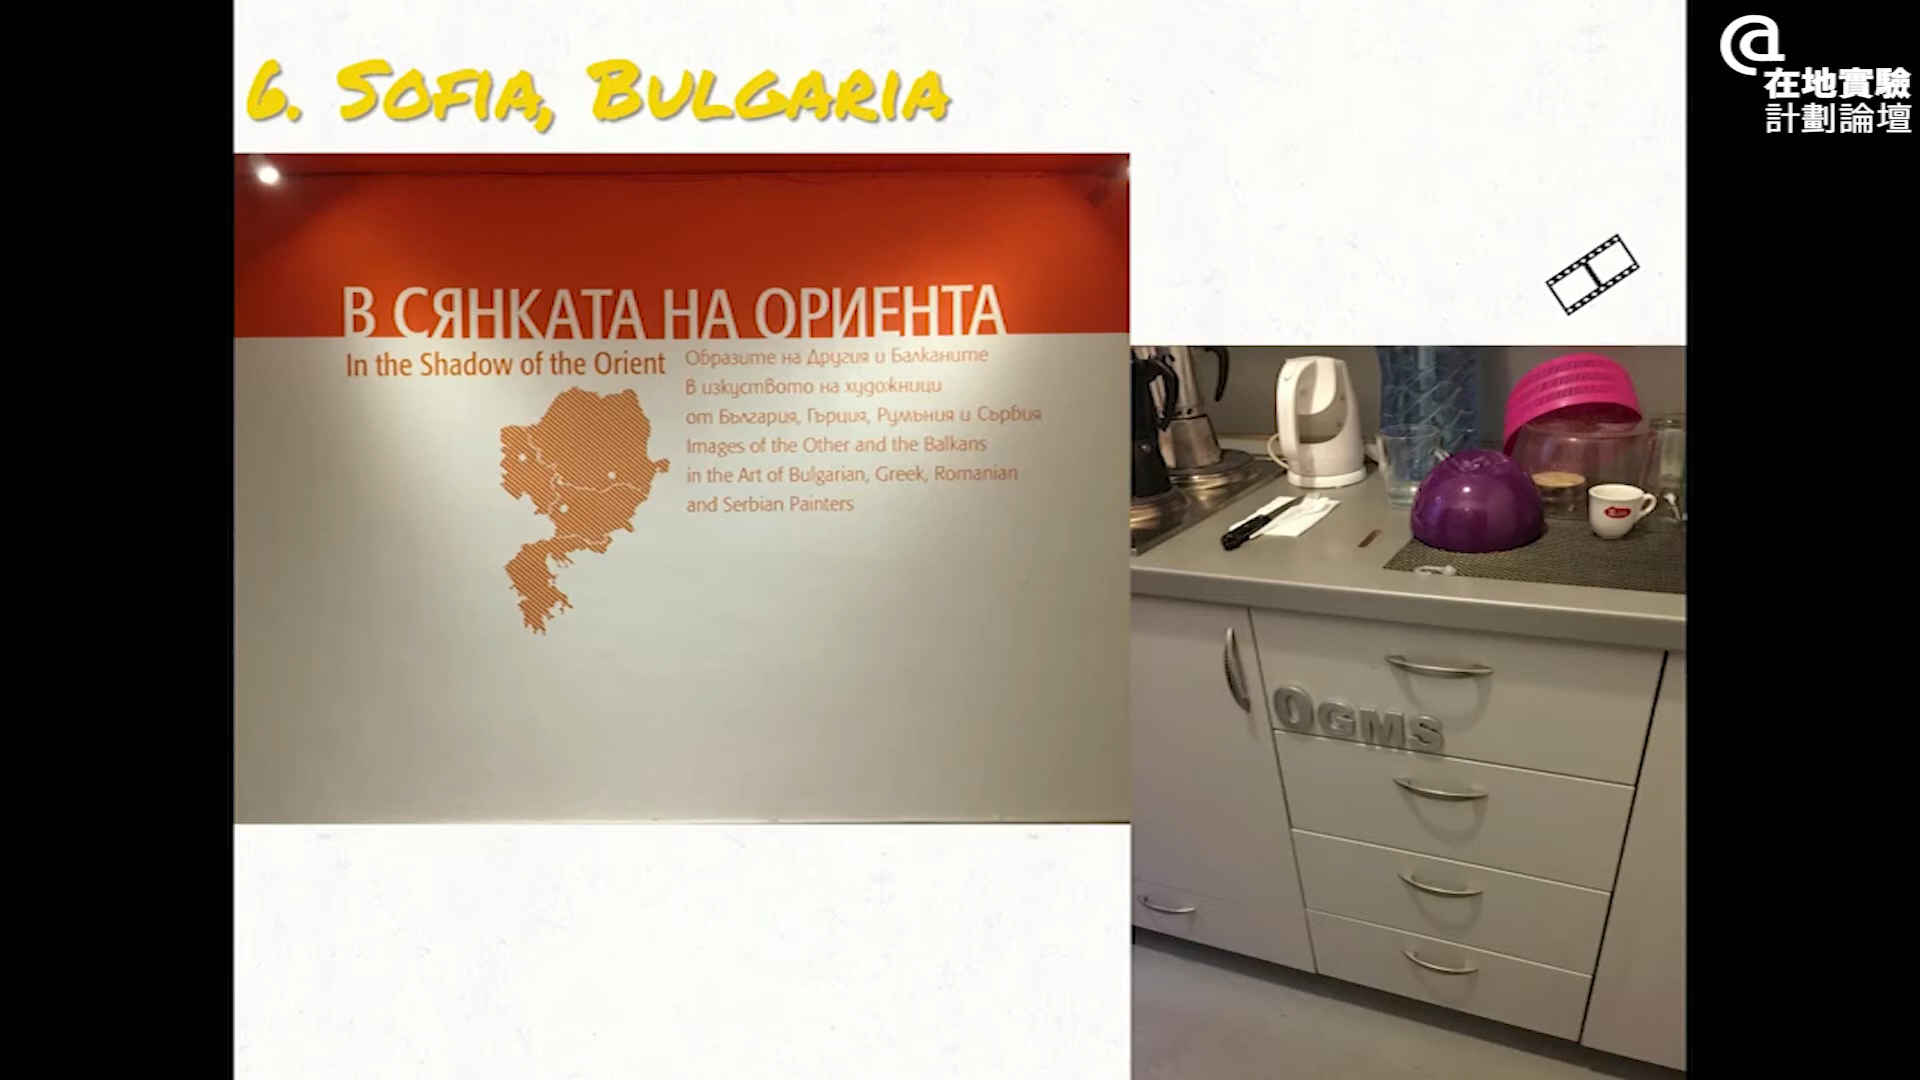 6. Sofia, Bulgaria
@
在地實驗
計劃論壇
В СЯНКАТА НА ОРИЕНТА
In the Shadow of the Orient
Образите на Другия и Балканите
в изкуството на художници
от България, Гърция, Румъния и Сърбия
Images of the Other and the Balkans
in the Art of Bulgarian, Greek, Romanian
and Serbian Painters
OGMS